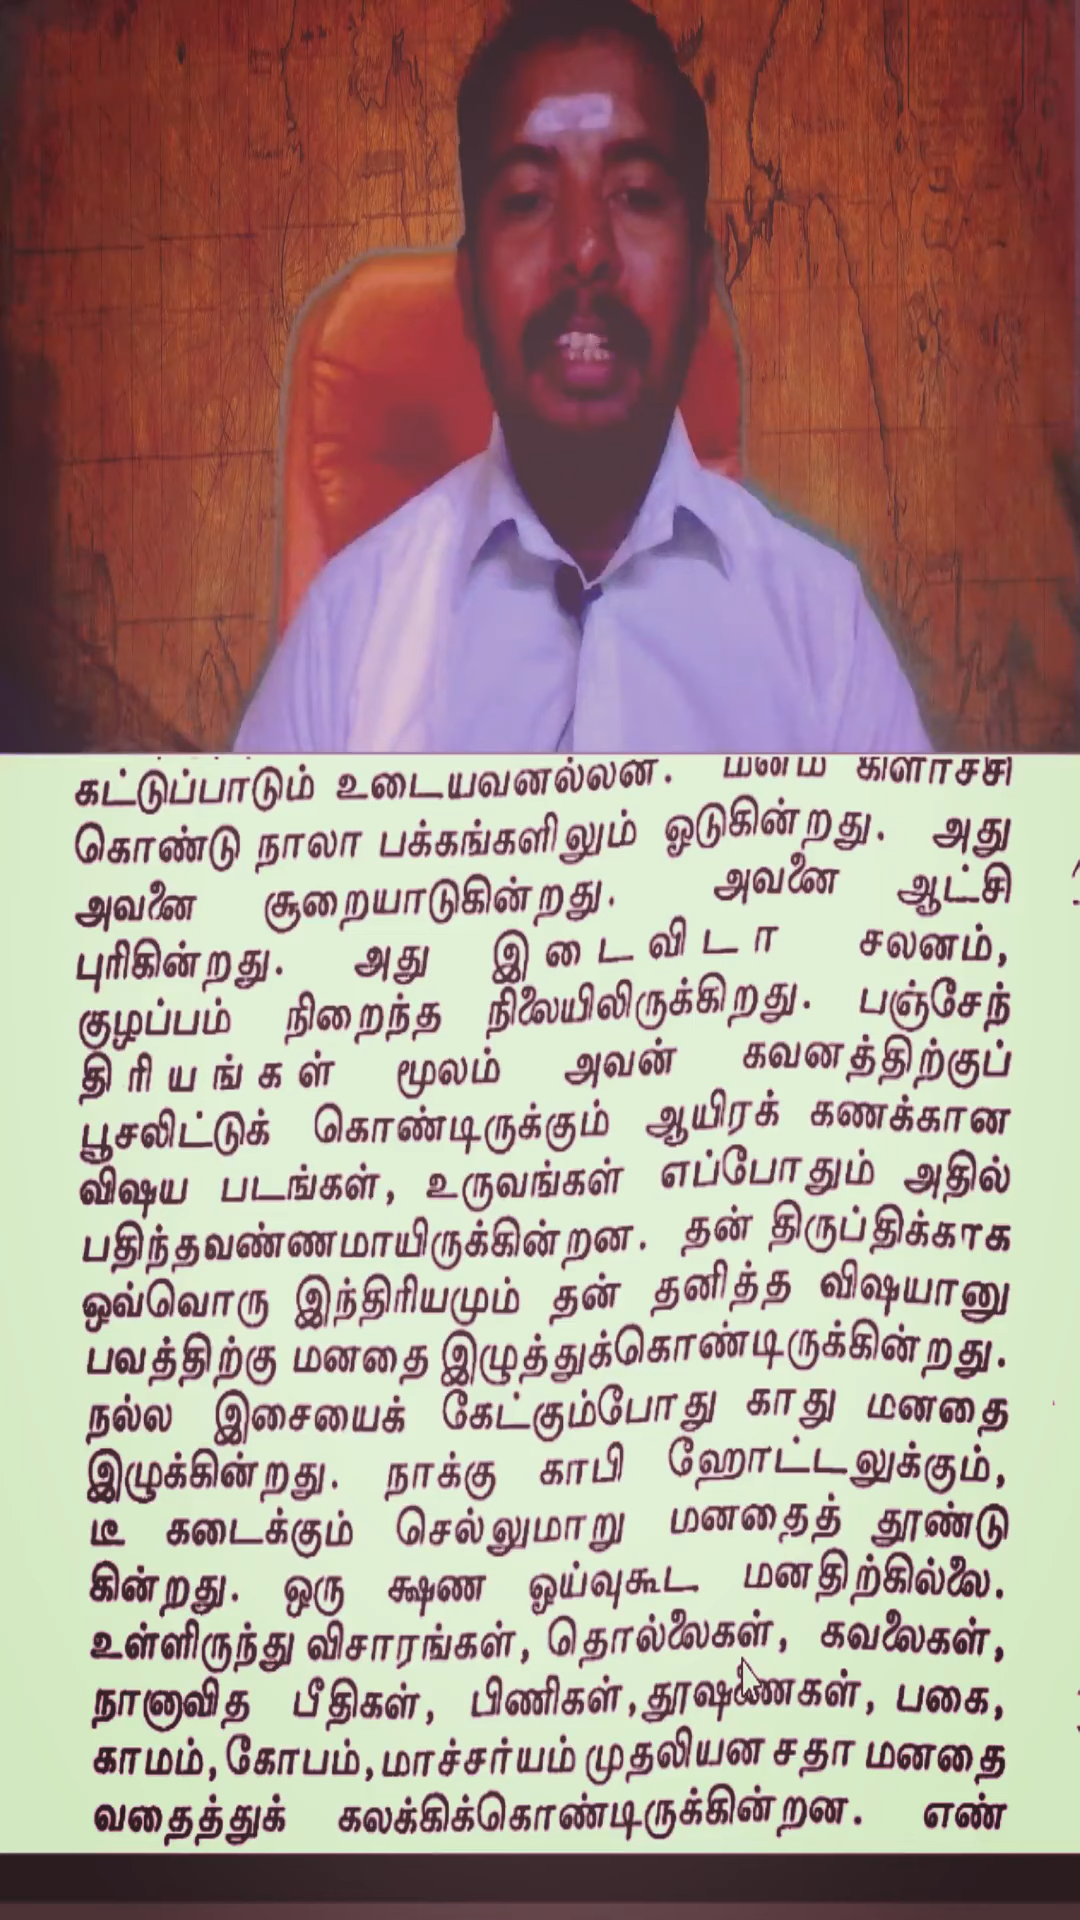 கட்டுப்பாடும் உடையவனல்லன. மனம் கிளர்ச்சி
கொண்டு நாலா பக்கங்களிலும் ஓடுகின்றது. அது
அவனை சூறையாடுகின்றது. அவனை ஆட்சி
புரிகின்றது. அது இடைவிடா சலனம்,
குழப்பம் நிறைந்த நிலையிலிருக்கிறது. பஞ்சேந்
திரியங்கள் மூலம் அவன் கவனத்திற்குப்
பூசலிட்டுக் கொண்டிருக்கும் ஆயிரக் கணக்கான
விஷய படங்கள், உருவங்கள் எப்போதும் அதில்
பதிந்தவண்ணமாயிருக்கின்றன. தன் திருப்திக்காக
ஒவ்வொரு இந்திரியமும் தன் தனித்த விஷயானு
பவத்திற்கு மனதை இழுத்துக்கொண்டிருக்கின்றது.
நல்ல இசையைக் கேட்கும்போது காது மனதை
இழுக்கின்றது. நாக்கு காபி ஹோட்டலுக்கும்,
டீ கடைக்கும் செல்லுமாறு மனதைத் தூண்டு
கின்றது. ஒரு க்ஷண ஓய்வுகூட மனதிற்கில்லை.
உள்ளிருந்து விசாரங்கள், தொல்லைகள், கவலைகள்,
நானாவித பீதிகள், பிணிகள், தூஷணைகள், பகை,
காமம், கோபம், மாச்சர்யம் முதலியன சதா மனதை
வதைத்துக் கலக்கிக்கொண்டிருக்கின்றன. எண்